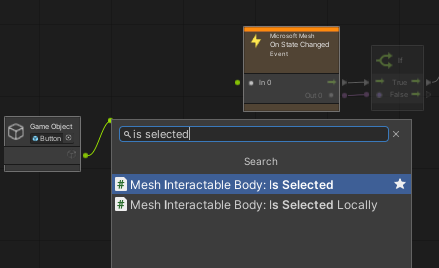 Microsoft Mesh
On State Changed
Event
In 0
Out 0
If
True
False
Game Object
Button
is selected
Search
Mesh Interactable Body: Is Selected
Mesh Interactable Body: Is Selected Locally